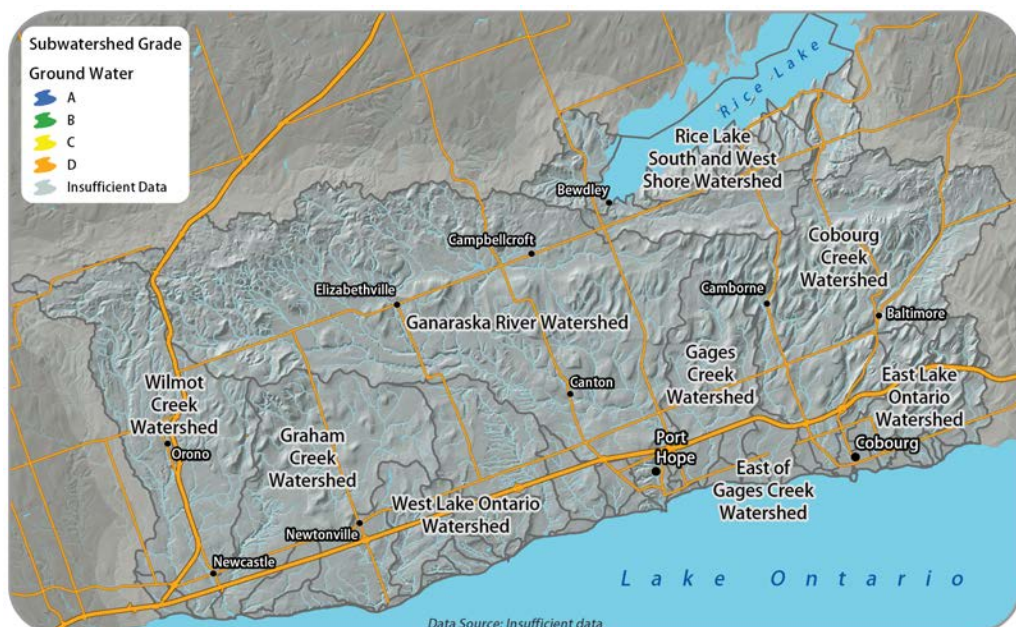 Subwatershed Grade
Ground Water
A
B
C
D
Insufficient Data
Rice Lake
Rice Lake
South and West
Shore Watershed
Bewdley
Campbellcroft
Cobourg
Creek
Watershed
Elizabethville
Camborne
Baltimore
Ganaraska River Watershed
Gages
Creek
Watershed
Wilmot
Creek
Watershed
Canton
East Lake
Ontario
Watershed
Orono
Graham
Creek
Watershed
Port
Hope
Cobourg
East of
Gages Creek
Watershed
West Lake Ontario
Watershed
Newtonville
Newcastle
Lake Ontario
Data Source: Insufficient data